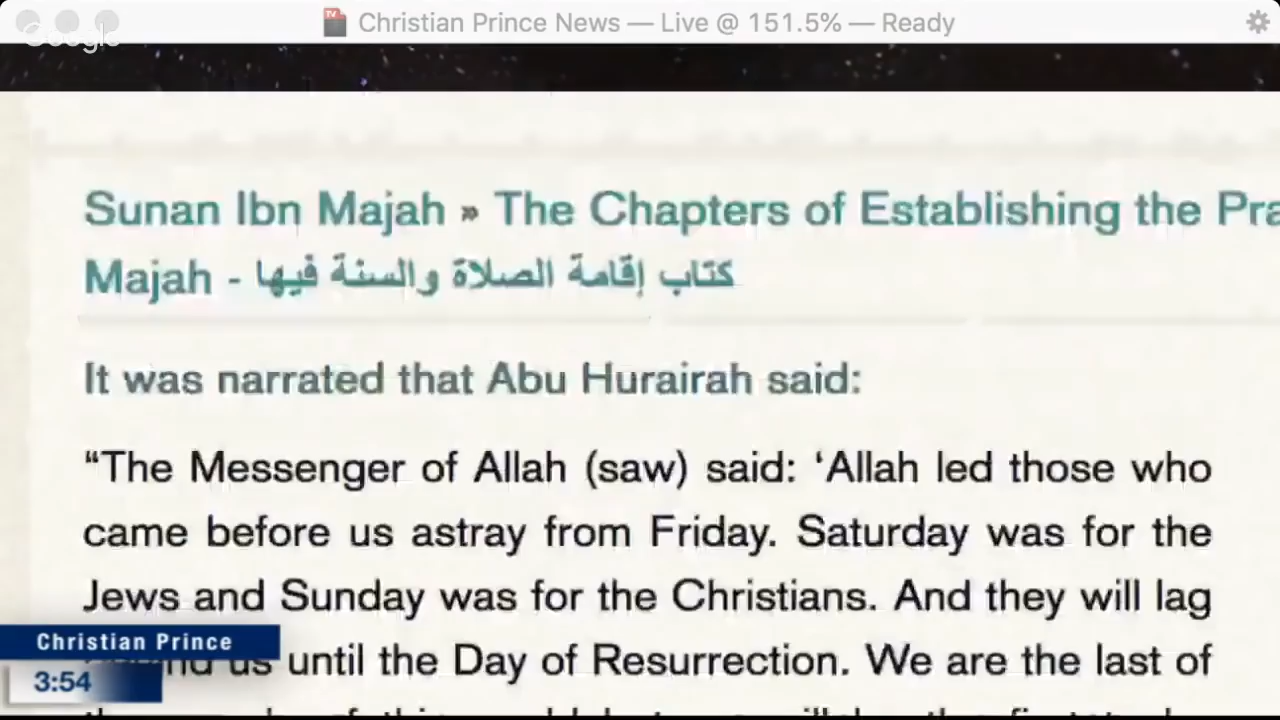 Christian Prince News — Live @ 151.5% — Ready
Google
Sunan Ibn Majah » The Chapters of Establishing the Pra
Majah - كتاب إقامة الصلاة والسنة فيها
It was narrated that Abu Hurairah said:
“The Messenger of Allah (saw) said: ‘Allah led those who
came before us astray from Friday. Saturday was for the
Jews and Sunday was for the Christians. And they will lag
us until the Day of Resurrection. We are the last of
Christian Prince
3:54